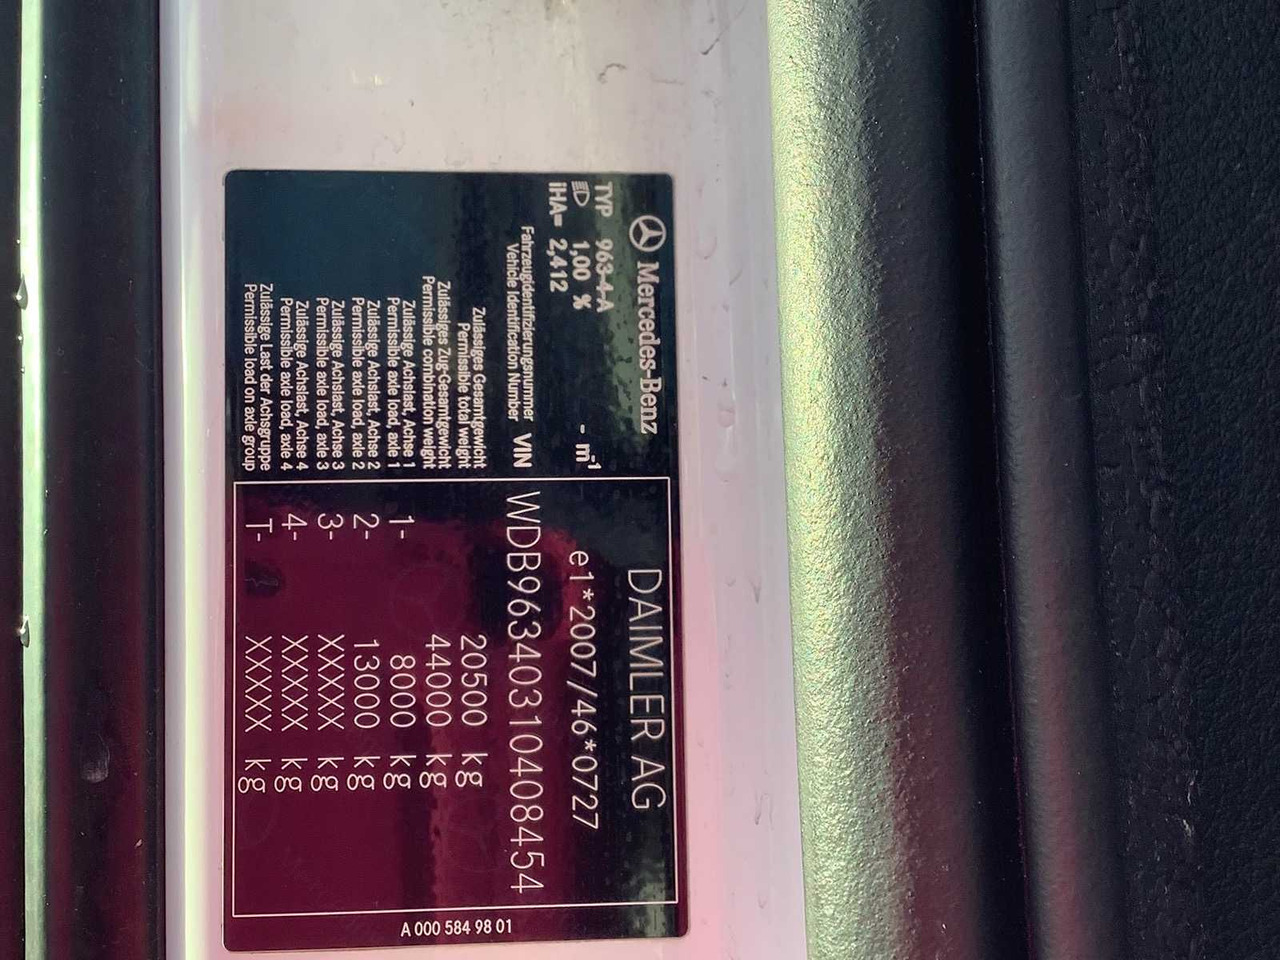 Mercedes-Benz
DAIMLER AG
TYP 963-4-A
1,00 % - m⁻¹
e1*2007/46*0727
iHA= 2,412
Fahrzeugidentifizierungsnummer
Vehicle Identification Number VIN WDB96340310408454
Zulässiges Gesamtgewicht
Permissible total weight 20500 kg
Zulässiges Zug-Gesamtgewicht
Permissible combination weight 44000 kg
Zulässige Achslast, Achse 1
Permissible axle load, axle 1 1- 8000 kg
Zulässige Achslast, Achse 2
Permissible axle load, axle 2 2- 13000 kg
Zulässige Achslast, Achse 3
Permissible axle load, axle 3 3- XXXXX kg
Zulässige Achslast, Achse 4
Permissible axle load, axle 4 4- XXXXX kg
Zulässige Last der Achsgruppe
Permissible load on axle group T- XXXXX kg
A 000 584 98 01